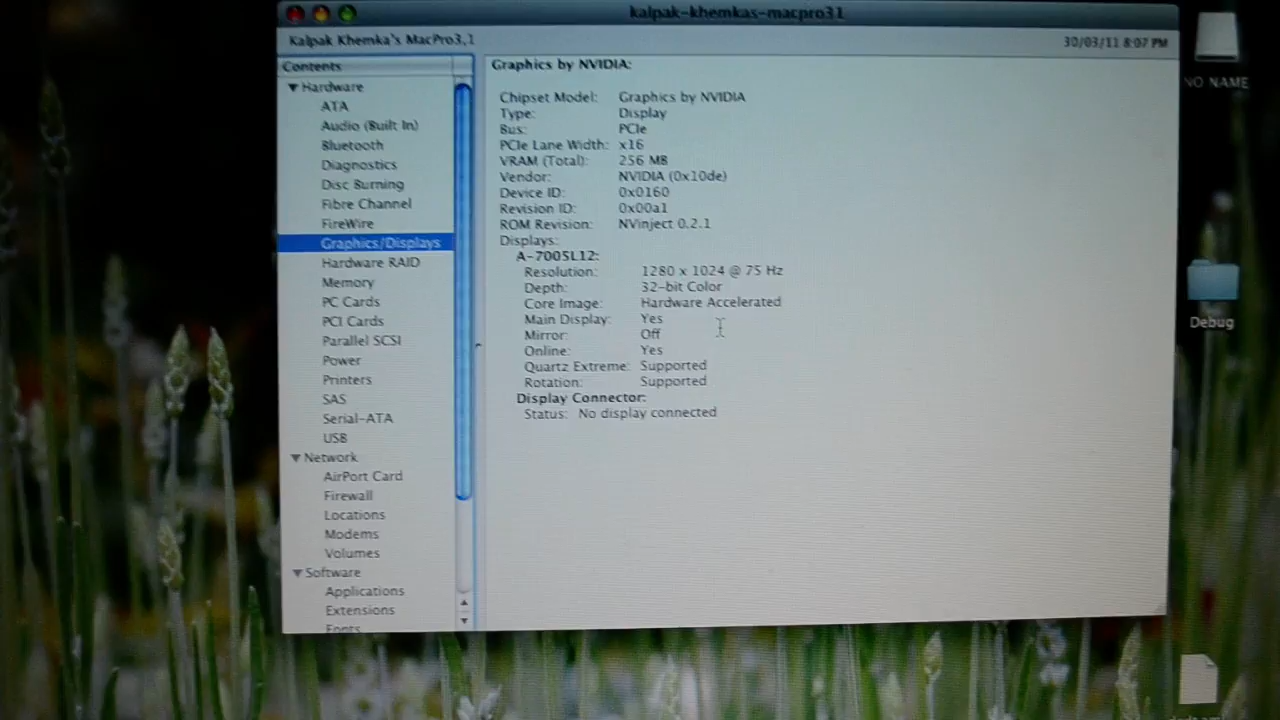 kalpak-khemkas-macpro31
Kalpak Khemka's MacPro3,1
30/03/11 8:07 PM
Contents
Hardware
ATA
Audio (Built In)
Bluetooth
Diagnostics
Disc Burning
Fibre Channel
FireWire
Graphics/Displays
Hardware RAID
Memory
PC Cards
PCI Cards
Parallel SCSI
Power
Printers
SAS
Serial-ATA
USB
Network
AirPort Card
Firewall
Locations
Modems
Volumes
Software
Applications
Extensions
Fonts
Graphics by NVIDIA:
Chipset Model: Graphics by NVIDIA
Type: Display
Bus: PCIe
PCIe Lane Width: x16
VRAM (Total): 256 MB
Vendor: NVIDIA (0x10de)
Device ID: 0x0160
Revision ID: 0x00a1
ROM Revision: NVinject 0.2.1
Displays:
A-7005L12:
Resolution: 1280 x 1024 @ 75 Hz
Depth: 32-bit Color
Core Image: Hardware Accelerated
Main Display: Yes
Mirror: Off
Online: Yes
Quartz Extreme: Supported
Rotation: Supported
Display Connector:
Status: No display connected
NO NAME
Debug